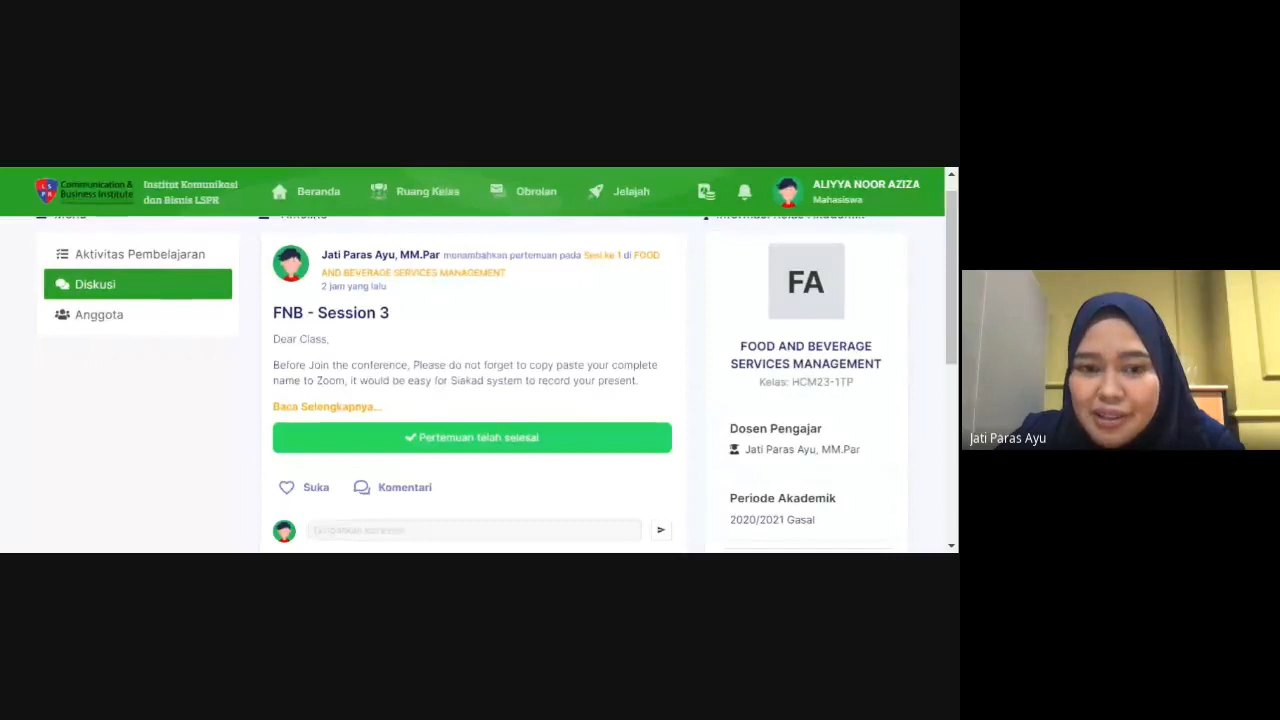 Communication &
Business Institute
Institut Komunikasi
dan Bisnis LSPR
Beranda
Ruang Kelas
Obrolan
Jelajah
ALIYYA NOOR AZIZA
Mahasiswa
Aktivitas Pembelajaran
Diskusi
Anggota
Jati Paras Ayu, MM.Par menambahkan pertemuan pada Sesi ke 1 di FOOD
AND BEVERAGE SERVICES MANAGEMENT
2 jam yang lalu
FNB - Session 3
Dear Class,
Before Join the conference, Please do not forget to copy paste your complete
name to Zoom, it would be easy for Siakad system to record your present.
Baca Selengkapnya...
Pertemuan telah selesai
Suka
Komentari
FA
FOOD AND BEVERAGE
SERVICES MANAGEMENT
Kelas: HCM23-1TP
Dosen Pengajar
Jati Paras Ayu, MM.Par
Periode Akademik
2020/2021 Gasal
Jati Paras Ayu